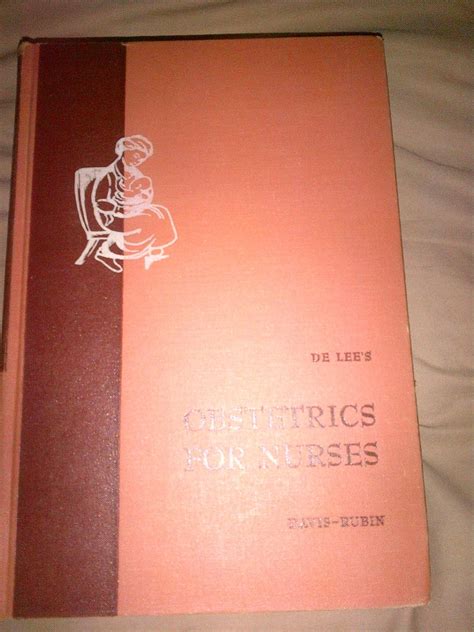 DE LEE'S
OBSTETRICS
FOR NURSES
DAVIS-RUBIN